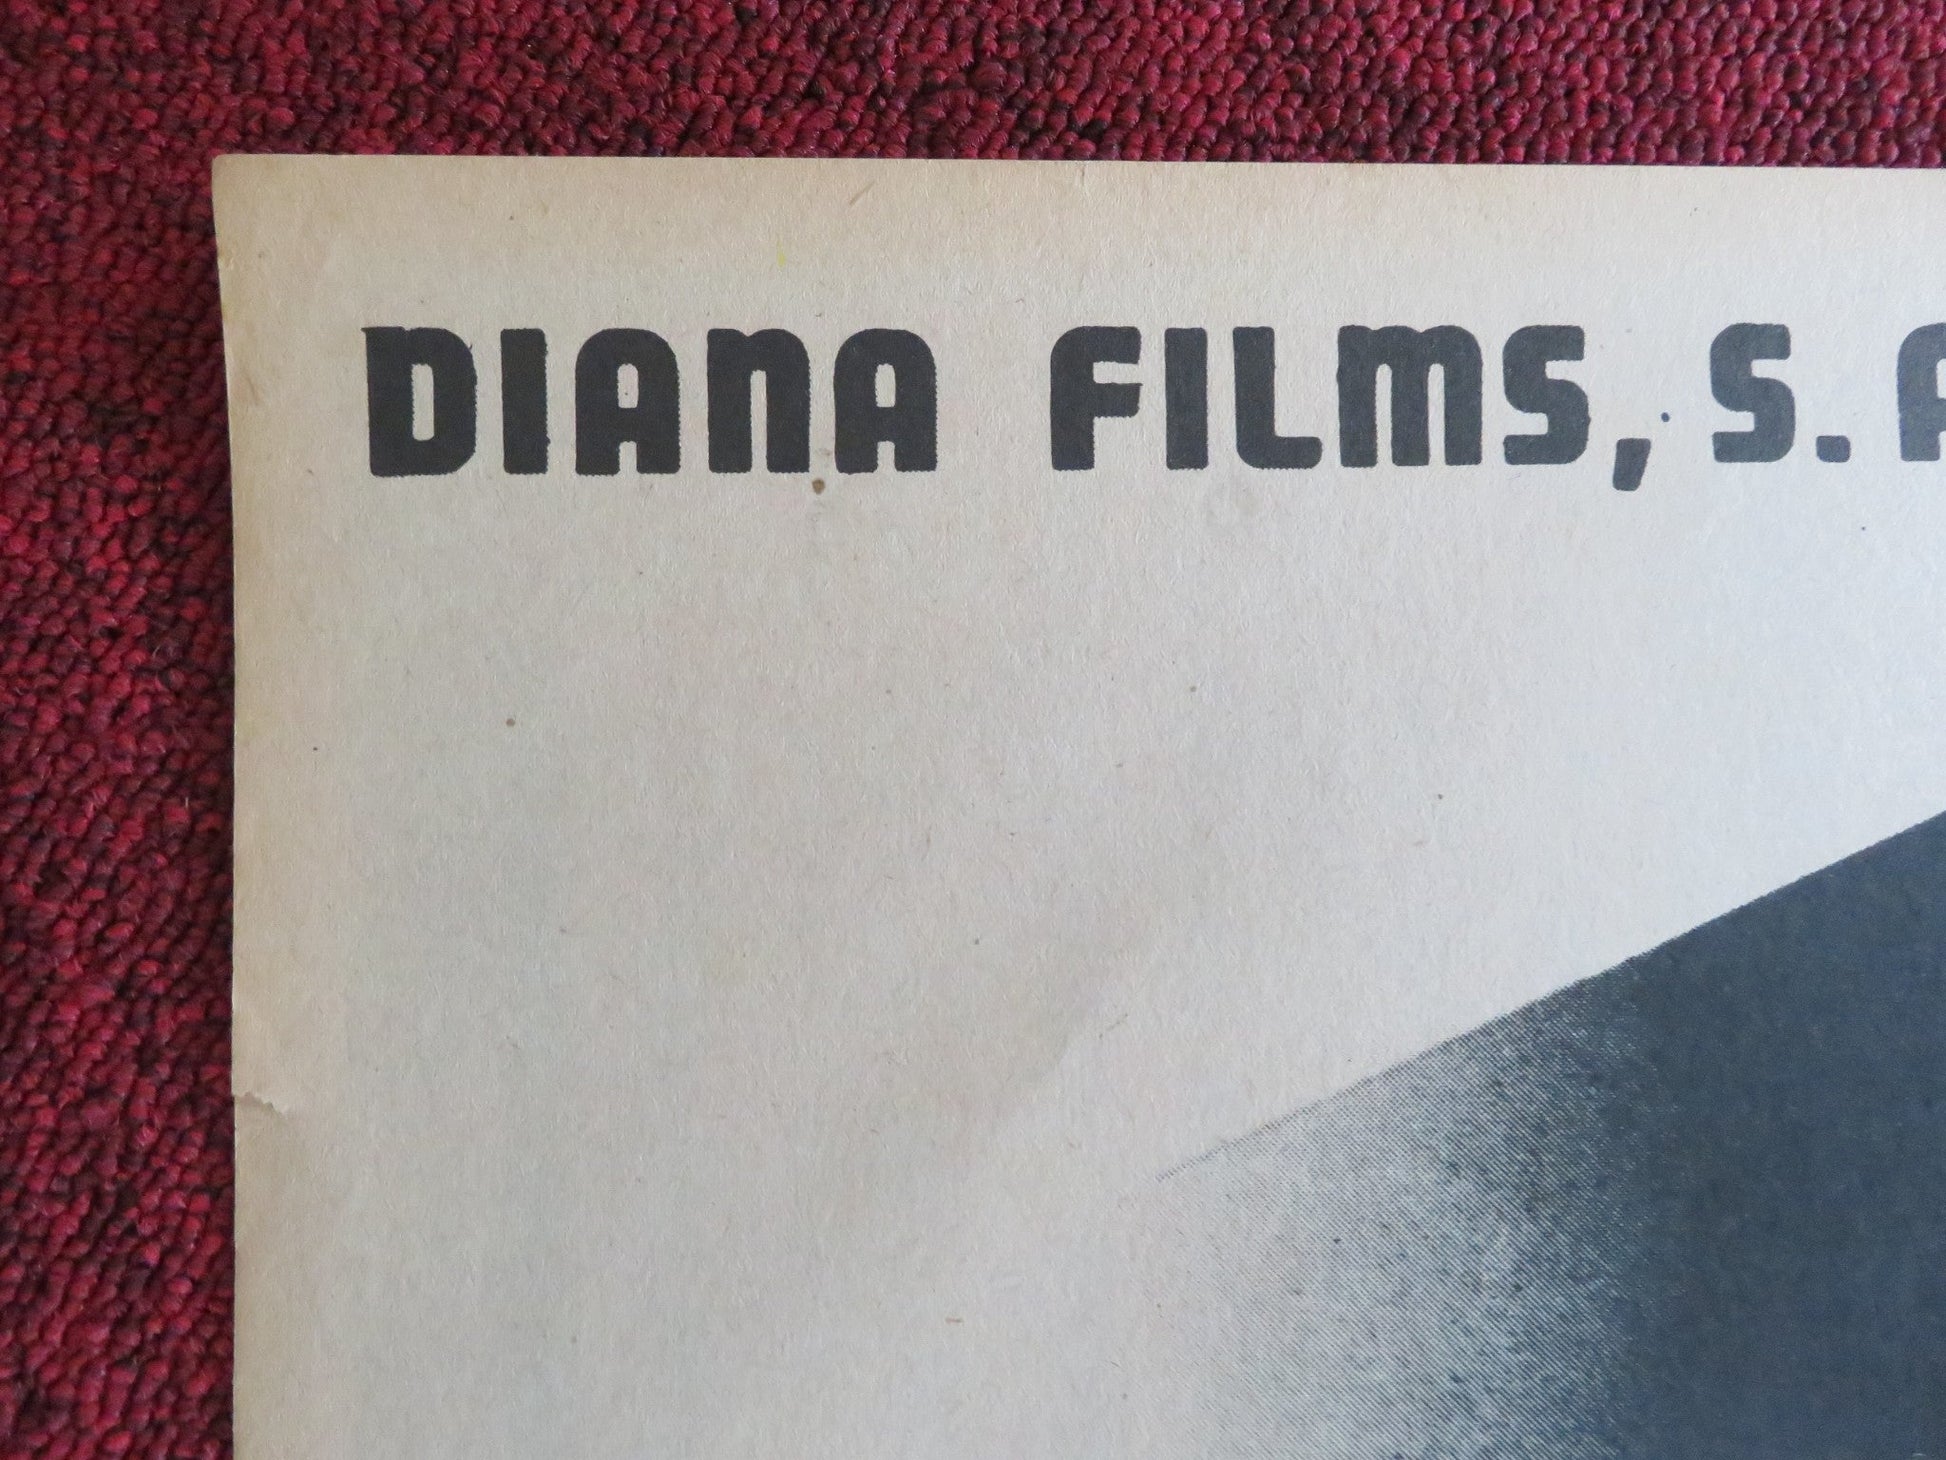 DIANA FILMS, S. A